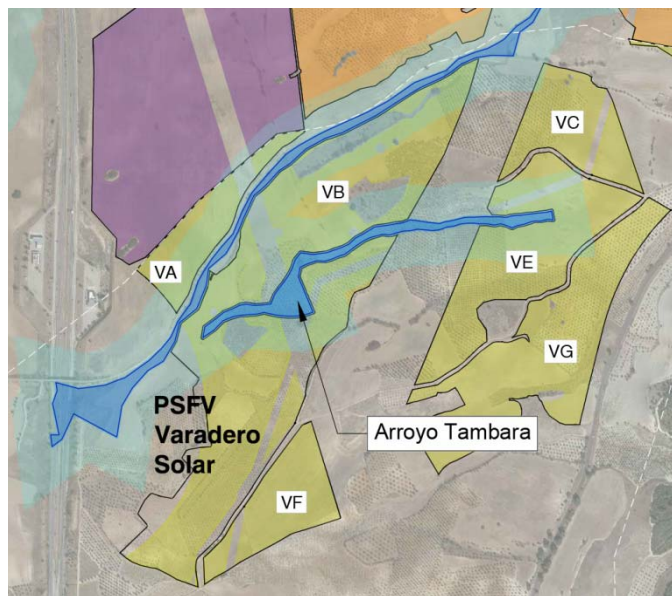 VC
VB
VA
VE
VG
PSFV
Varadero
Solar
Arroyo Tambara
VF